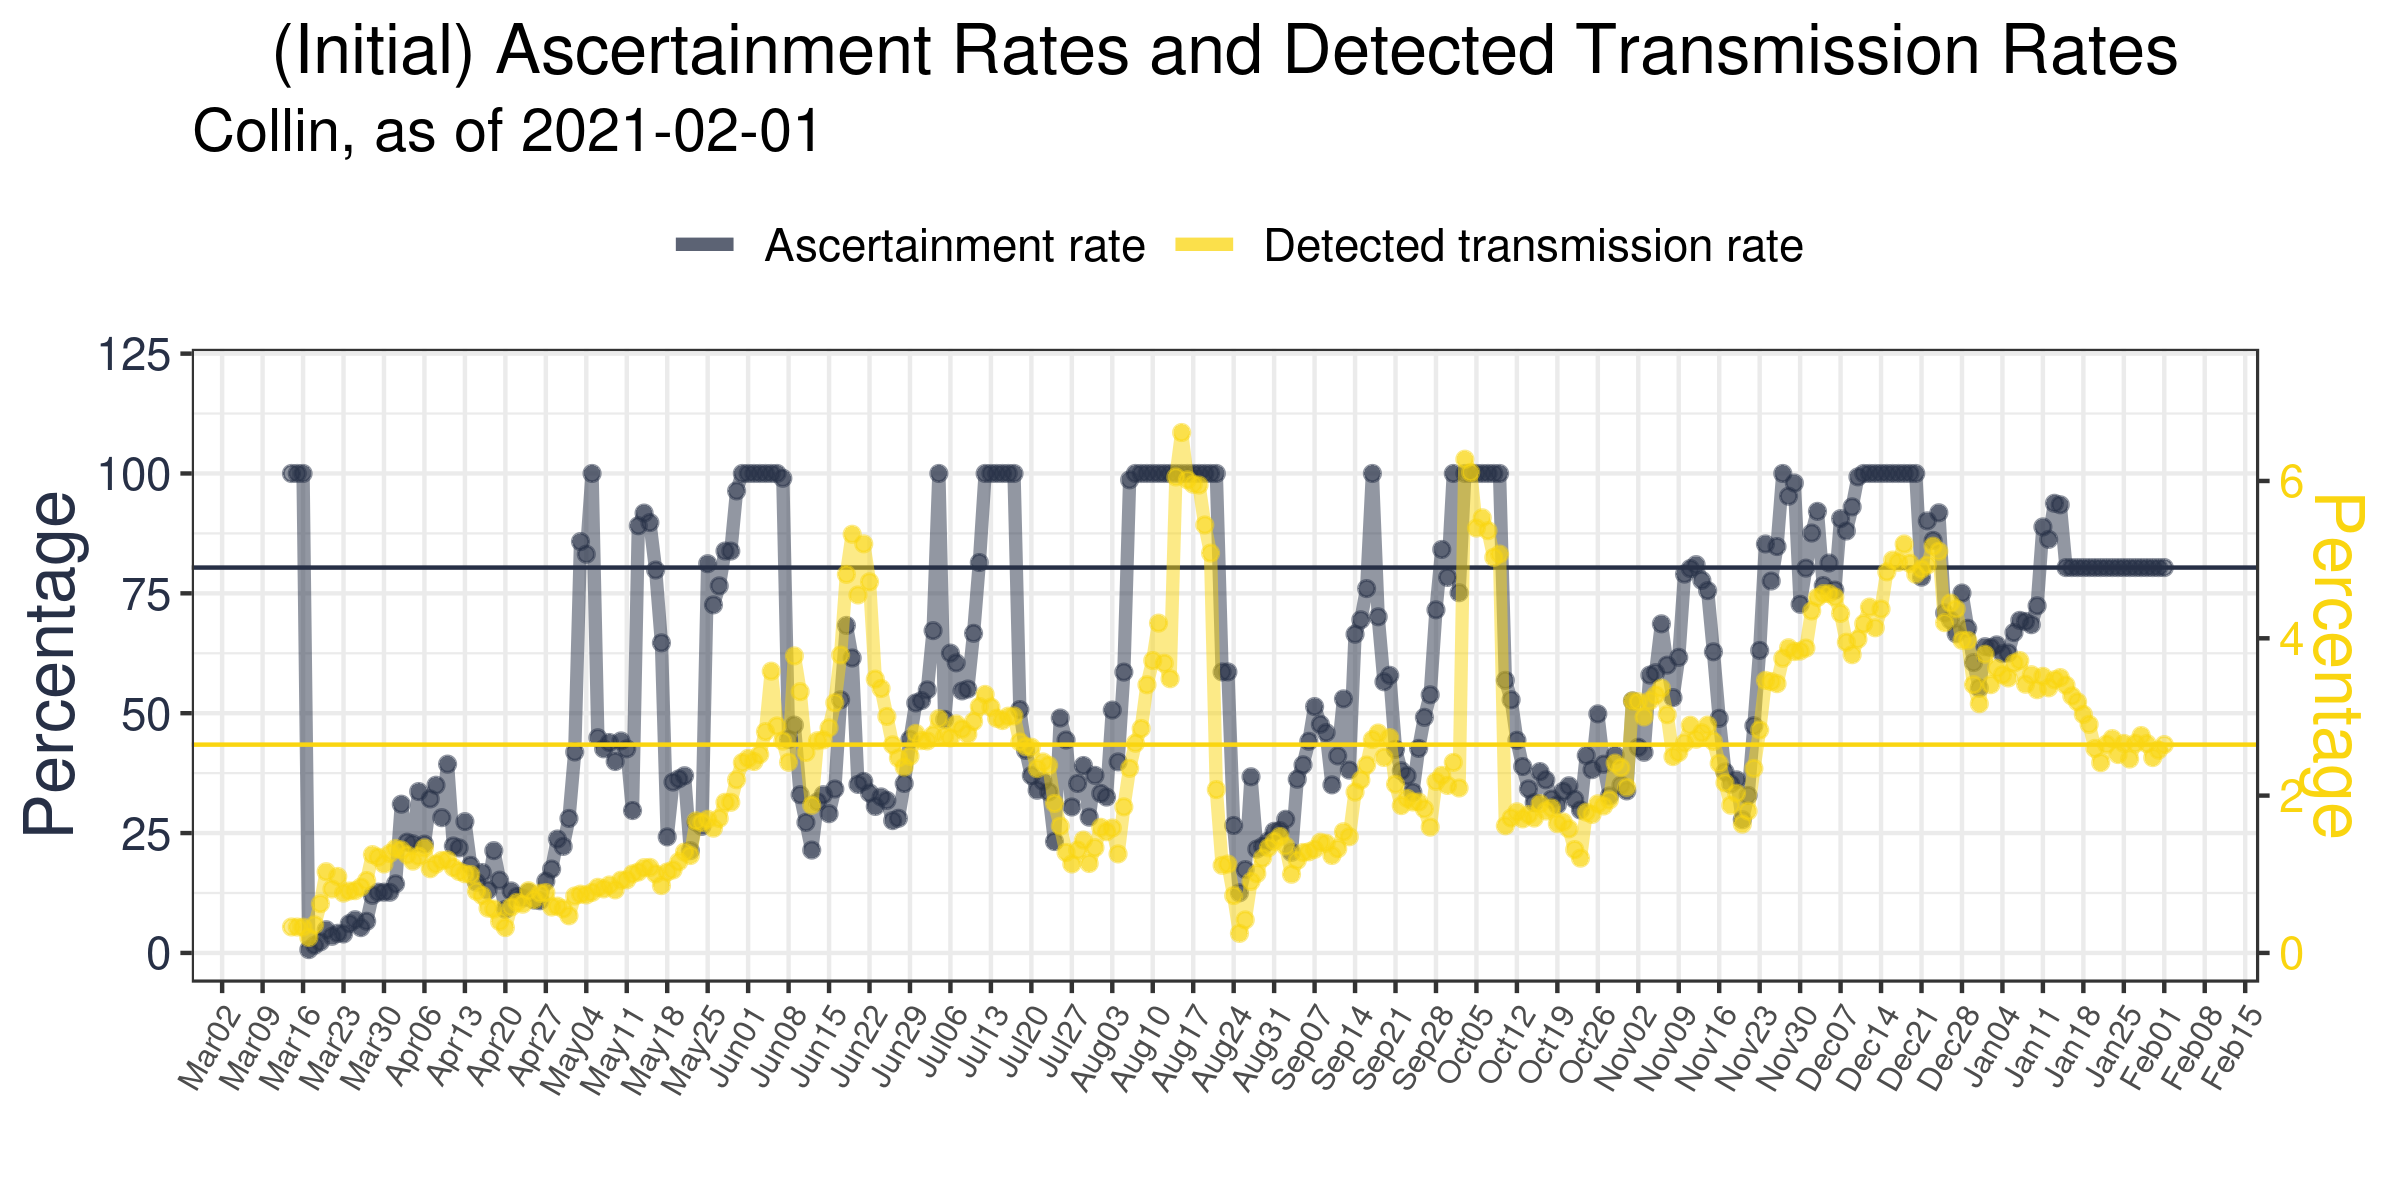 (Initial) Ascertainment Rates and Detected Transmission Rates
Collin, as of 2021-02-01
Ascertainment rate Detected transmission rate
Percentage
125
100
75
50
25
0
6
4
2
0
Percentage
Mar02 Mar09 Mar16 Mar23 Mar30 Apr06 Apr13 Apr20 Apr27 May04 May11 May18 May25 Jun01 Jun08 Jun15 Jun22 Jun29 Jul06 Jul13 Jul20 Jul27 Aug03 Aug10 Aug17 Aug24 Aug31 Sep07 Sep14 Sep21 Sep28 Oct05 Oct12 Oct19 Oct26 Nov02 Nov09 Nov16 Nov23 Nov30 Dec07 Dec14 Dec21 Dec28 Jan04 Jan11 Jan18 Jan25 Feb01 Feb08 Feb15